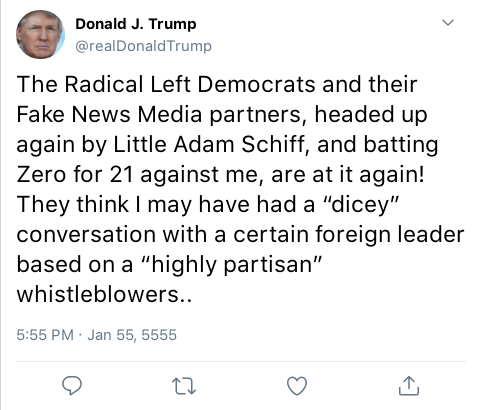 Donald J. Trump
@realDonaldTrump
The Radical Left Democrats and their
Fake News Media partners, headed up
again by Little Adam Schiff, and batting
Zero for 21 against me, are at it again!
They think I may have had a “dicey”
conversation with a certain foreign leader
based on a “highly partisan”
whistleblowers..
5:55 PM · Jan 55, 5555